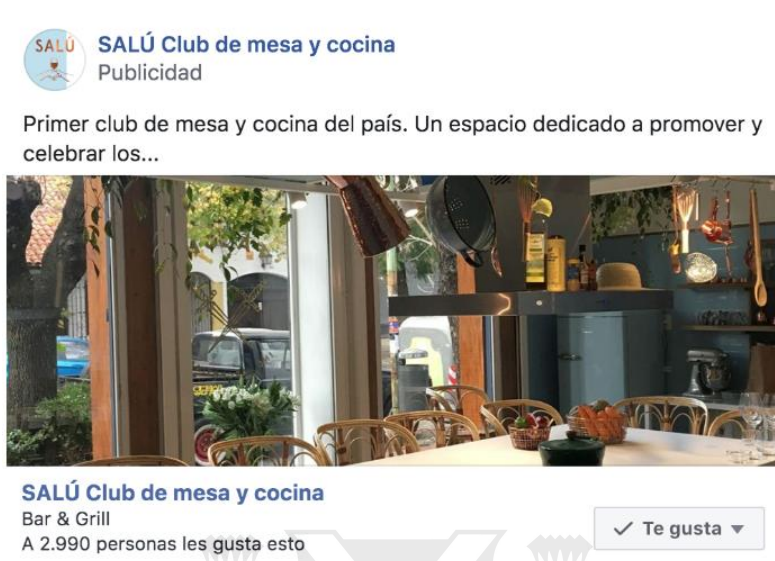 SALÚ
SALÚ Club de mesa y cocina
Publicidad
Primer club de mesa y cocina del país. Un espacio dedicado a promover y
celebrar los...
SALÚ Club de mesa y cocina
Bar & Grill
A 2.990 personas les gusta esto
Te gusta